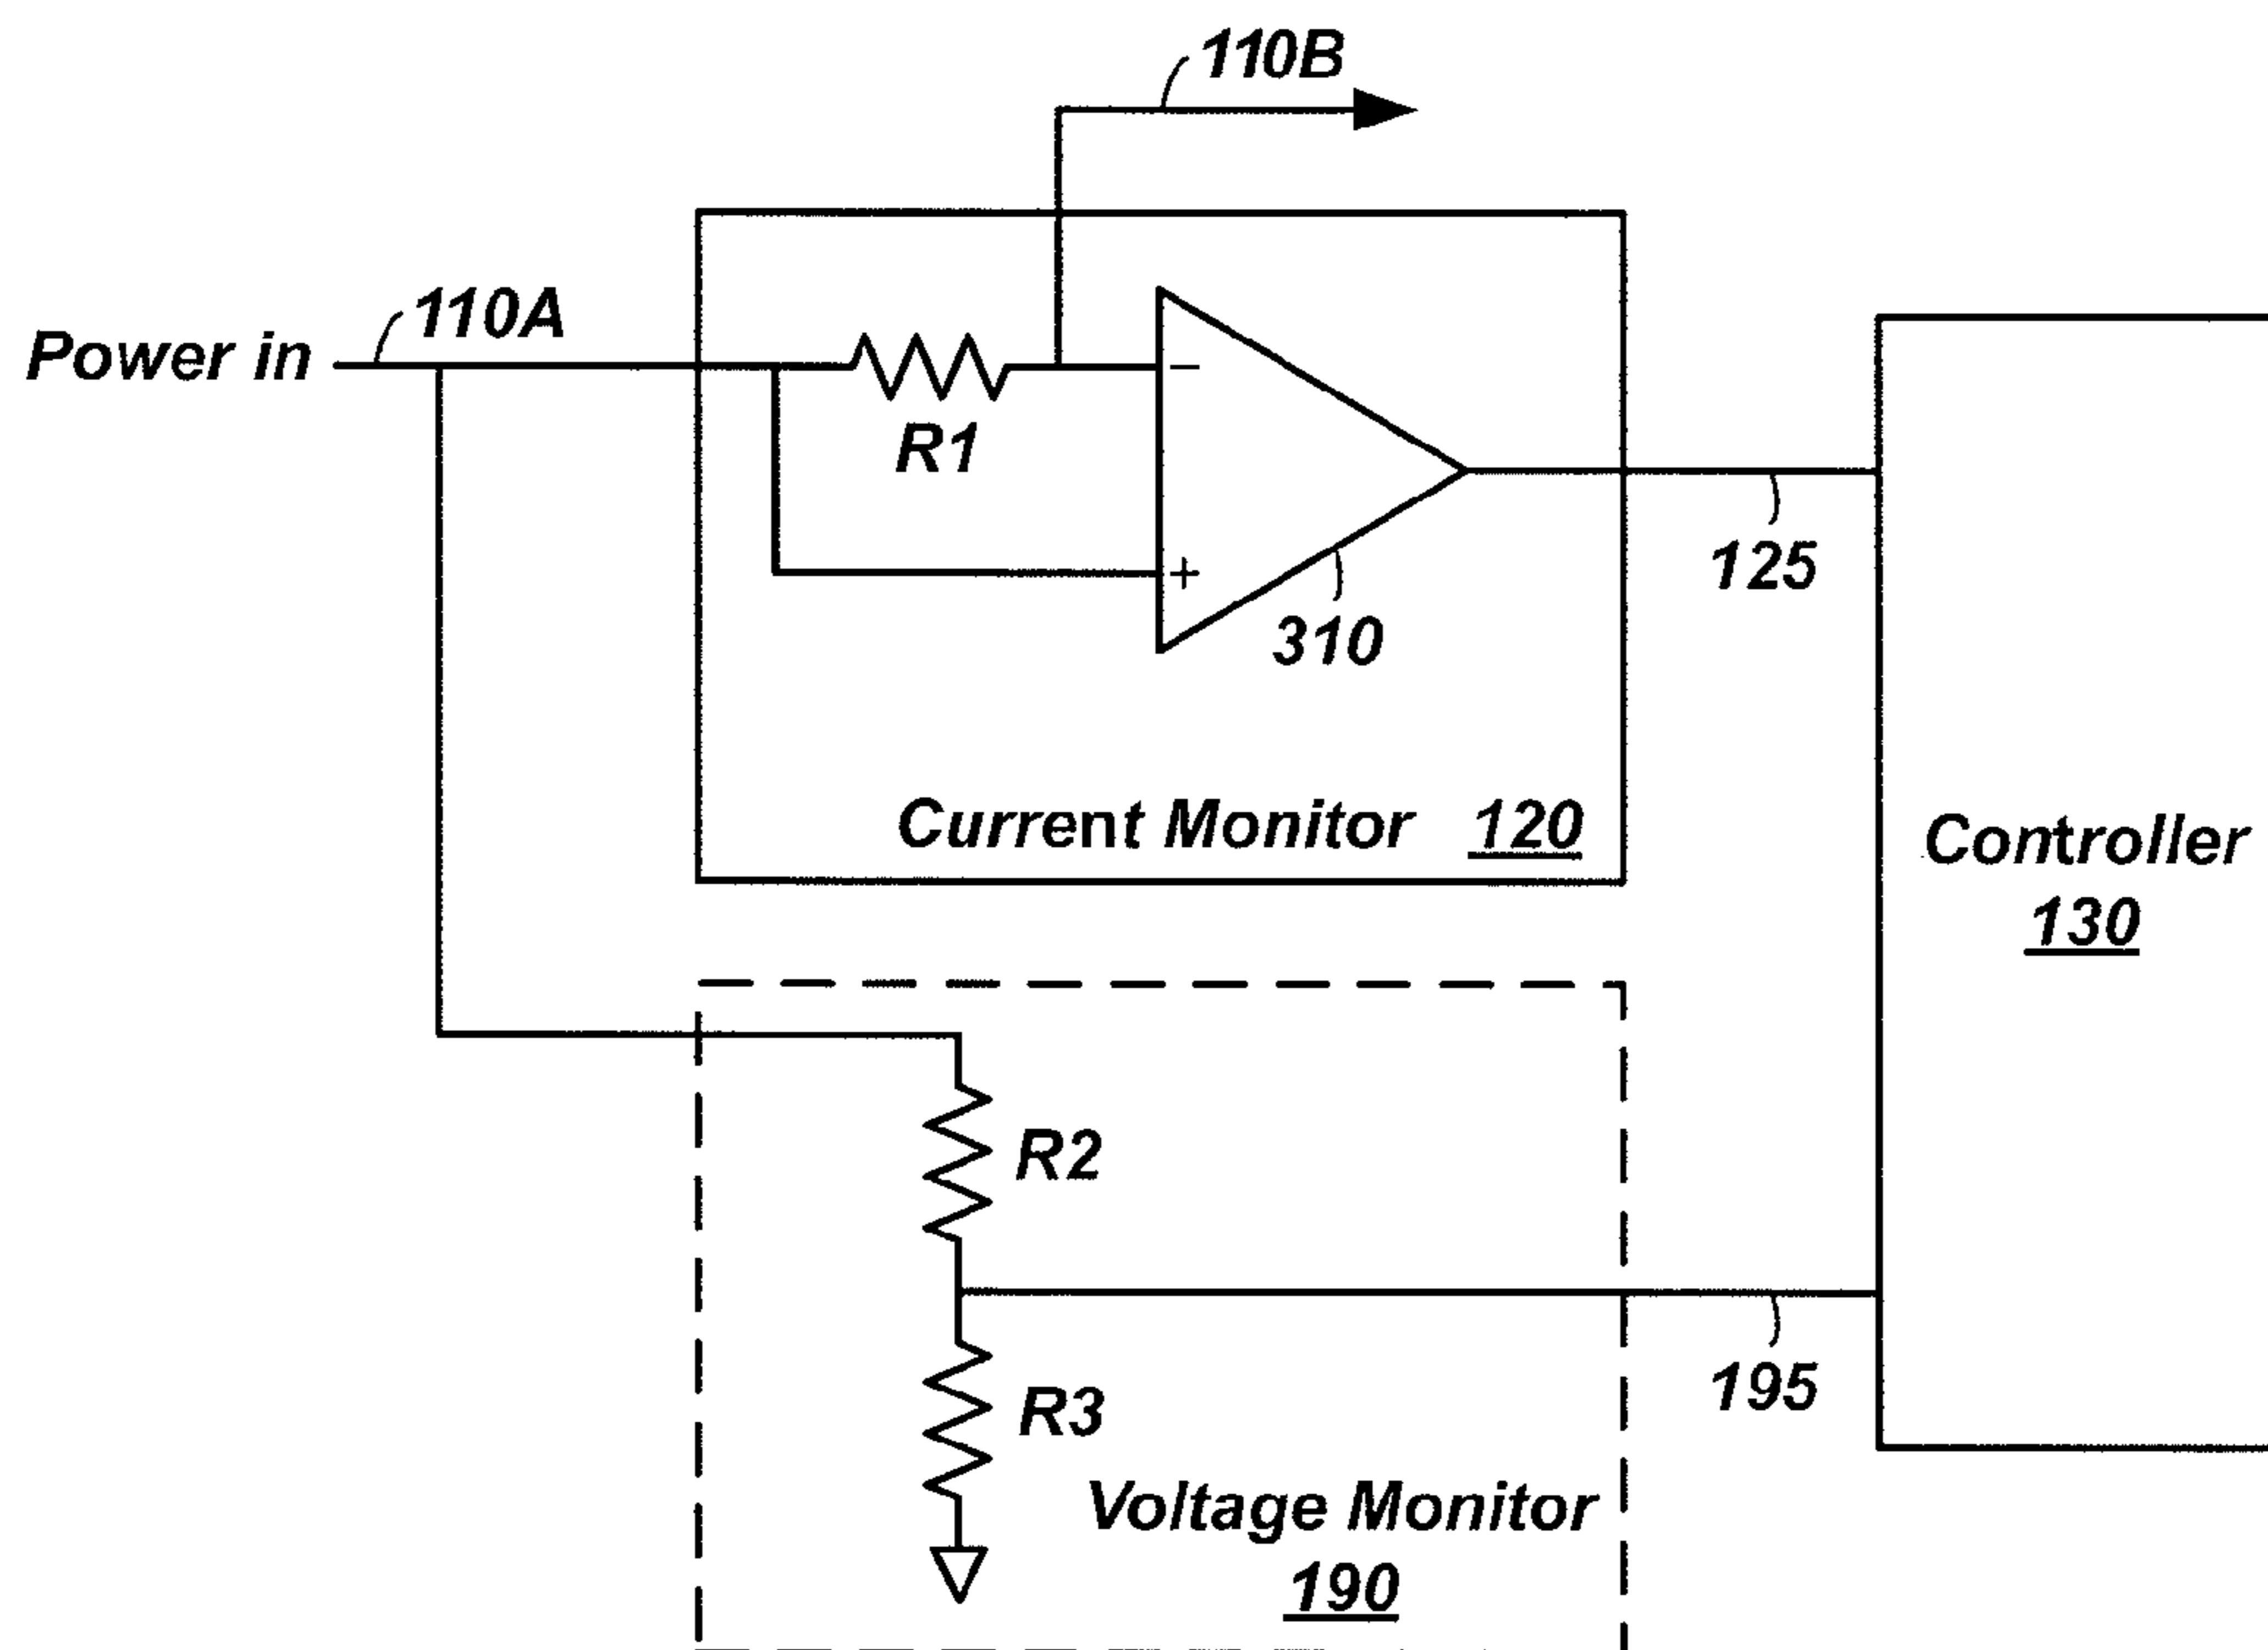 110B
110A
Power in
R1
−
+
310
125
Current Monitor 120
Controller
130
R2
195
R3
Voltage Monitor
190